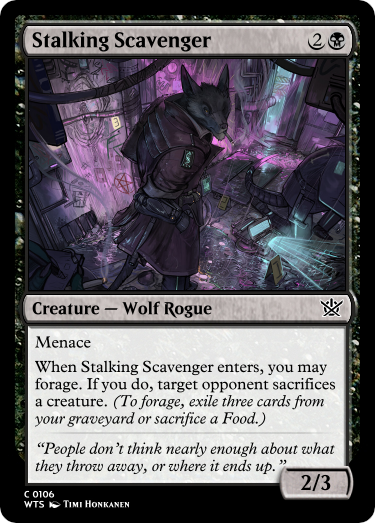 Stalking Scavenger 2
Creature — Wolf Rogue
Menace
When Stalking Scavenger enters, you may
forage. If you do, target opponent sacrifices
a creature. (To forage, exile three cards from
your graveyard or sacrifice a Food.)
“People don’t think nearly enough about what
they throw away, or where it ends up.”
2/3
C 0106
WTS Timi Honkanen